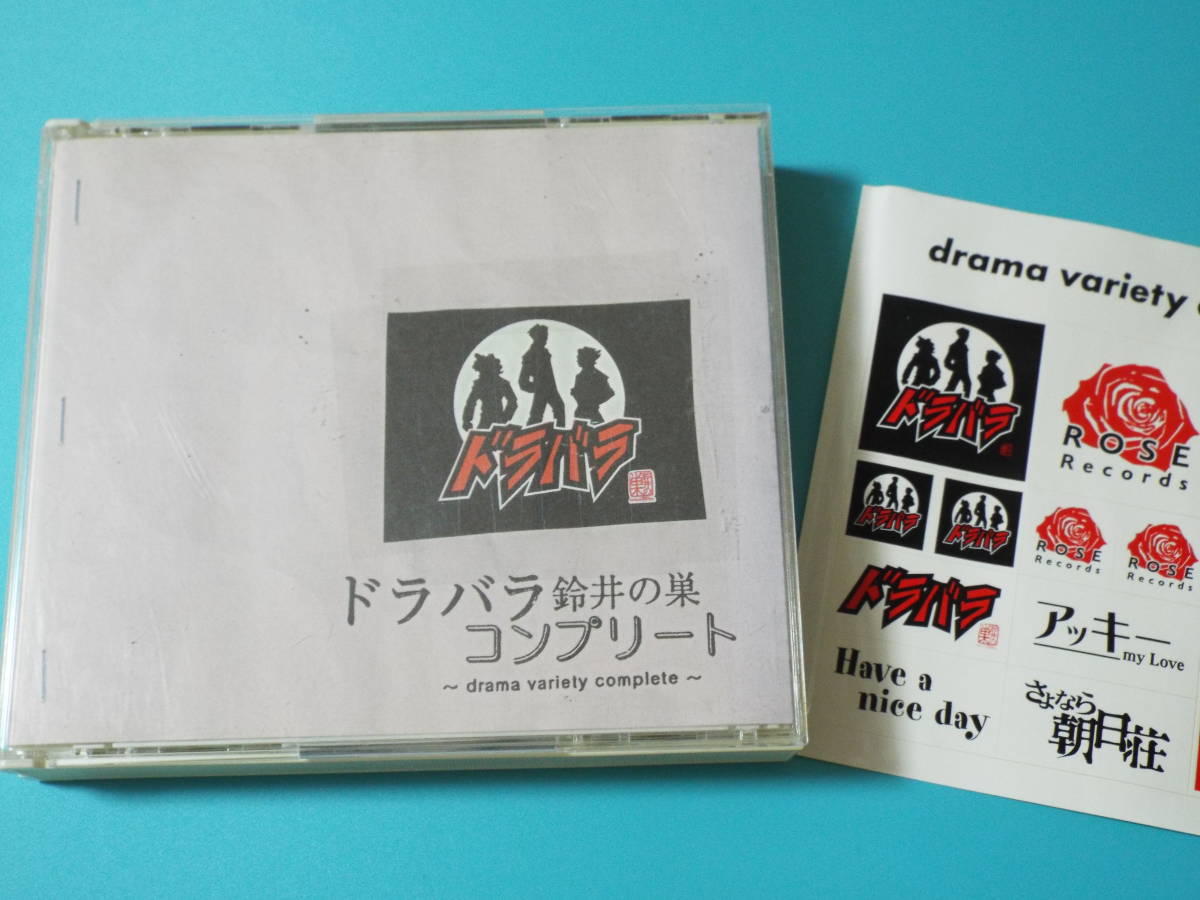 ドラバラ
ドラバラ鈴井の巣
コンプリート
~ drama variety complete ~
drama variety
ドラバラ
ROSE
Records
ドラバラ
ドラバラ
ROSE
Records
ROSE
Records
ドラバラ
アッキー
my Love
Have a
nice day
さよなら
朝日荘